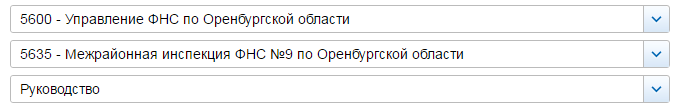 5600 - Управление ФНС по Оренбургской области
5635 - Межрайонная инспекция ФНС №9 по Оренбургской области
Руководство